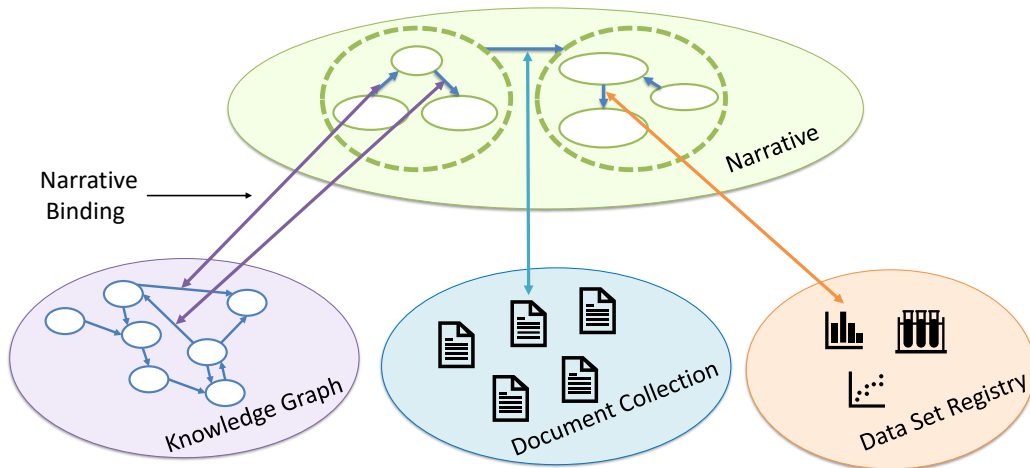 Narrative
Narrative
Binding
Knowledge Graph
Document Collection
Data Set Registry